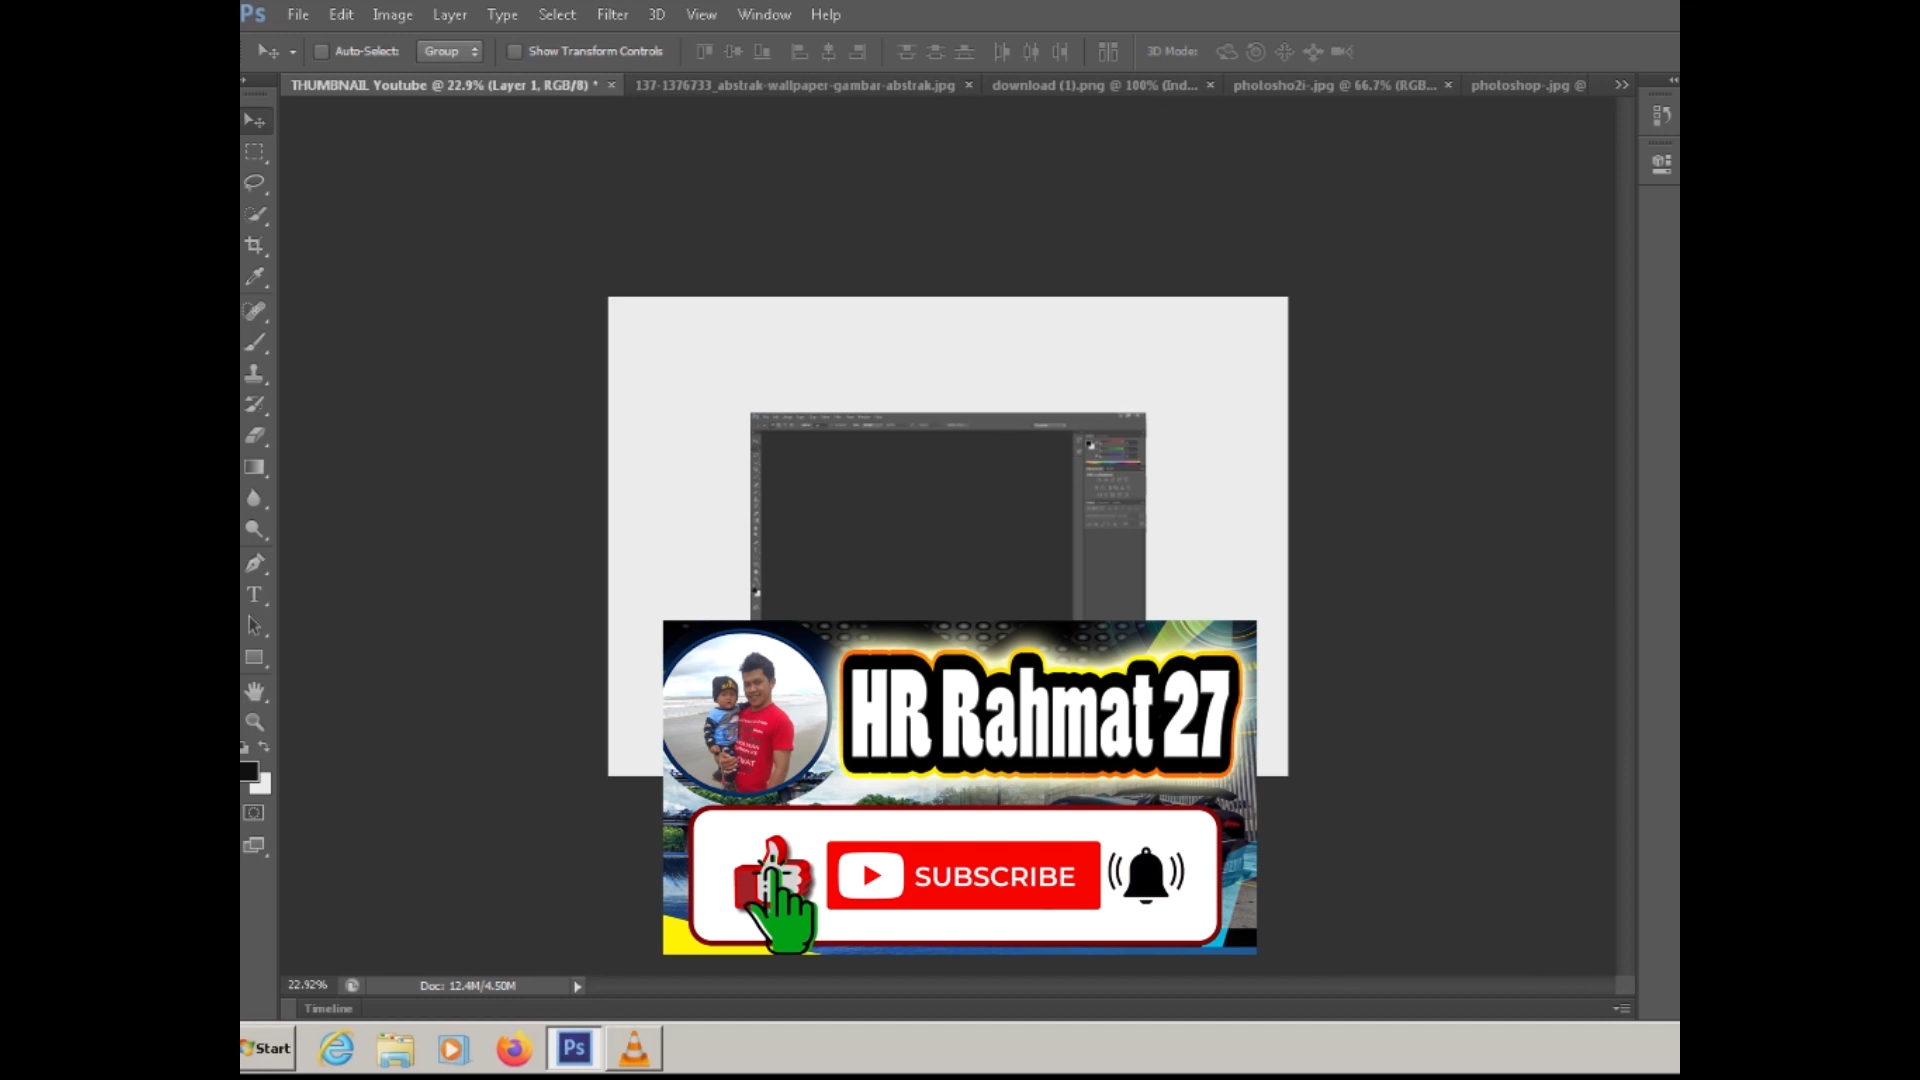 Ps File Edit Image Layer Type Select Filter 3D View Window Help
Auto-Select: Group Show Transform Controls 3D Mode:
THUMBNAIL Youtube @ 22.9% (Layer 1, RGB/8) * × 137-1376733_abstrak-wallpaper-gambar-abstrak.jpg × download (1).png @ 100% (Ind... × photosho2i-.jpg @ 66.7% (RGB... × photoshop-.jpg @
HR Rahmat 27
SUBSCRIBE
22.92% Doc: 12.4M/4.50M
Timeline
Start Ps